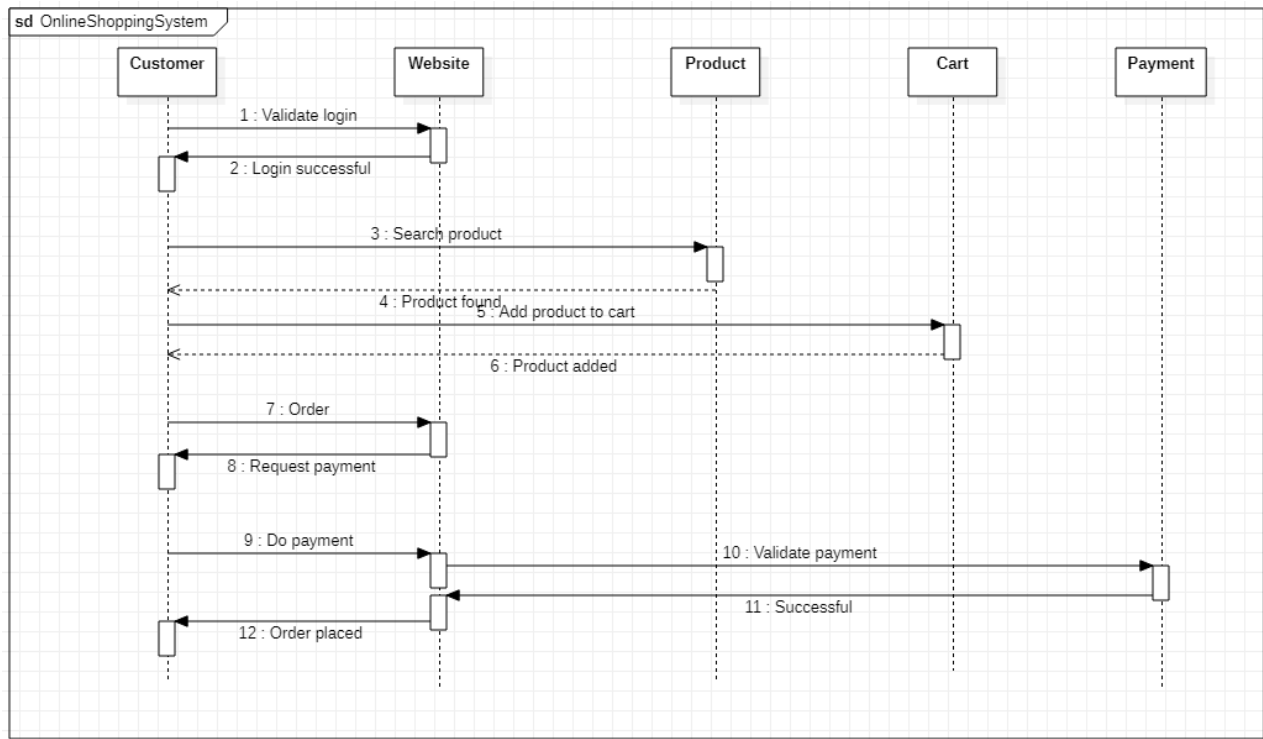 sd OnlineShoppingSystem
Customer
Website
Product
Cart
Payment
1 : Validate login
2 : Login successful
3 : Search product
4 : Product found
5 : Add product to cart
6 : Product added
7 : Order
8 : Request payment
9 : Do payment
10 : Validate payment
11 : Successful
12 : Order placed